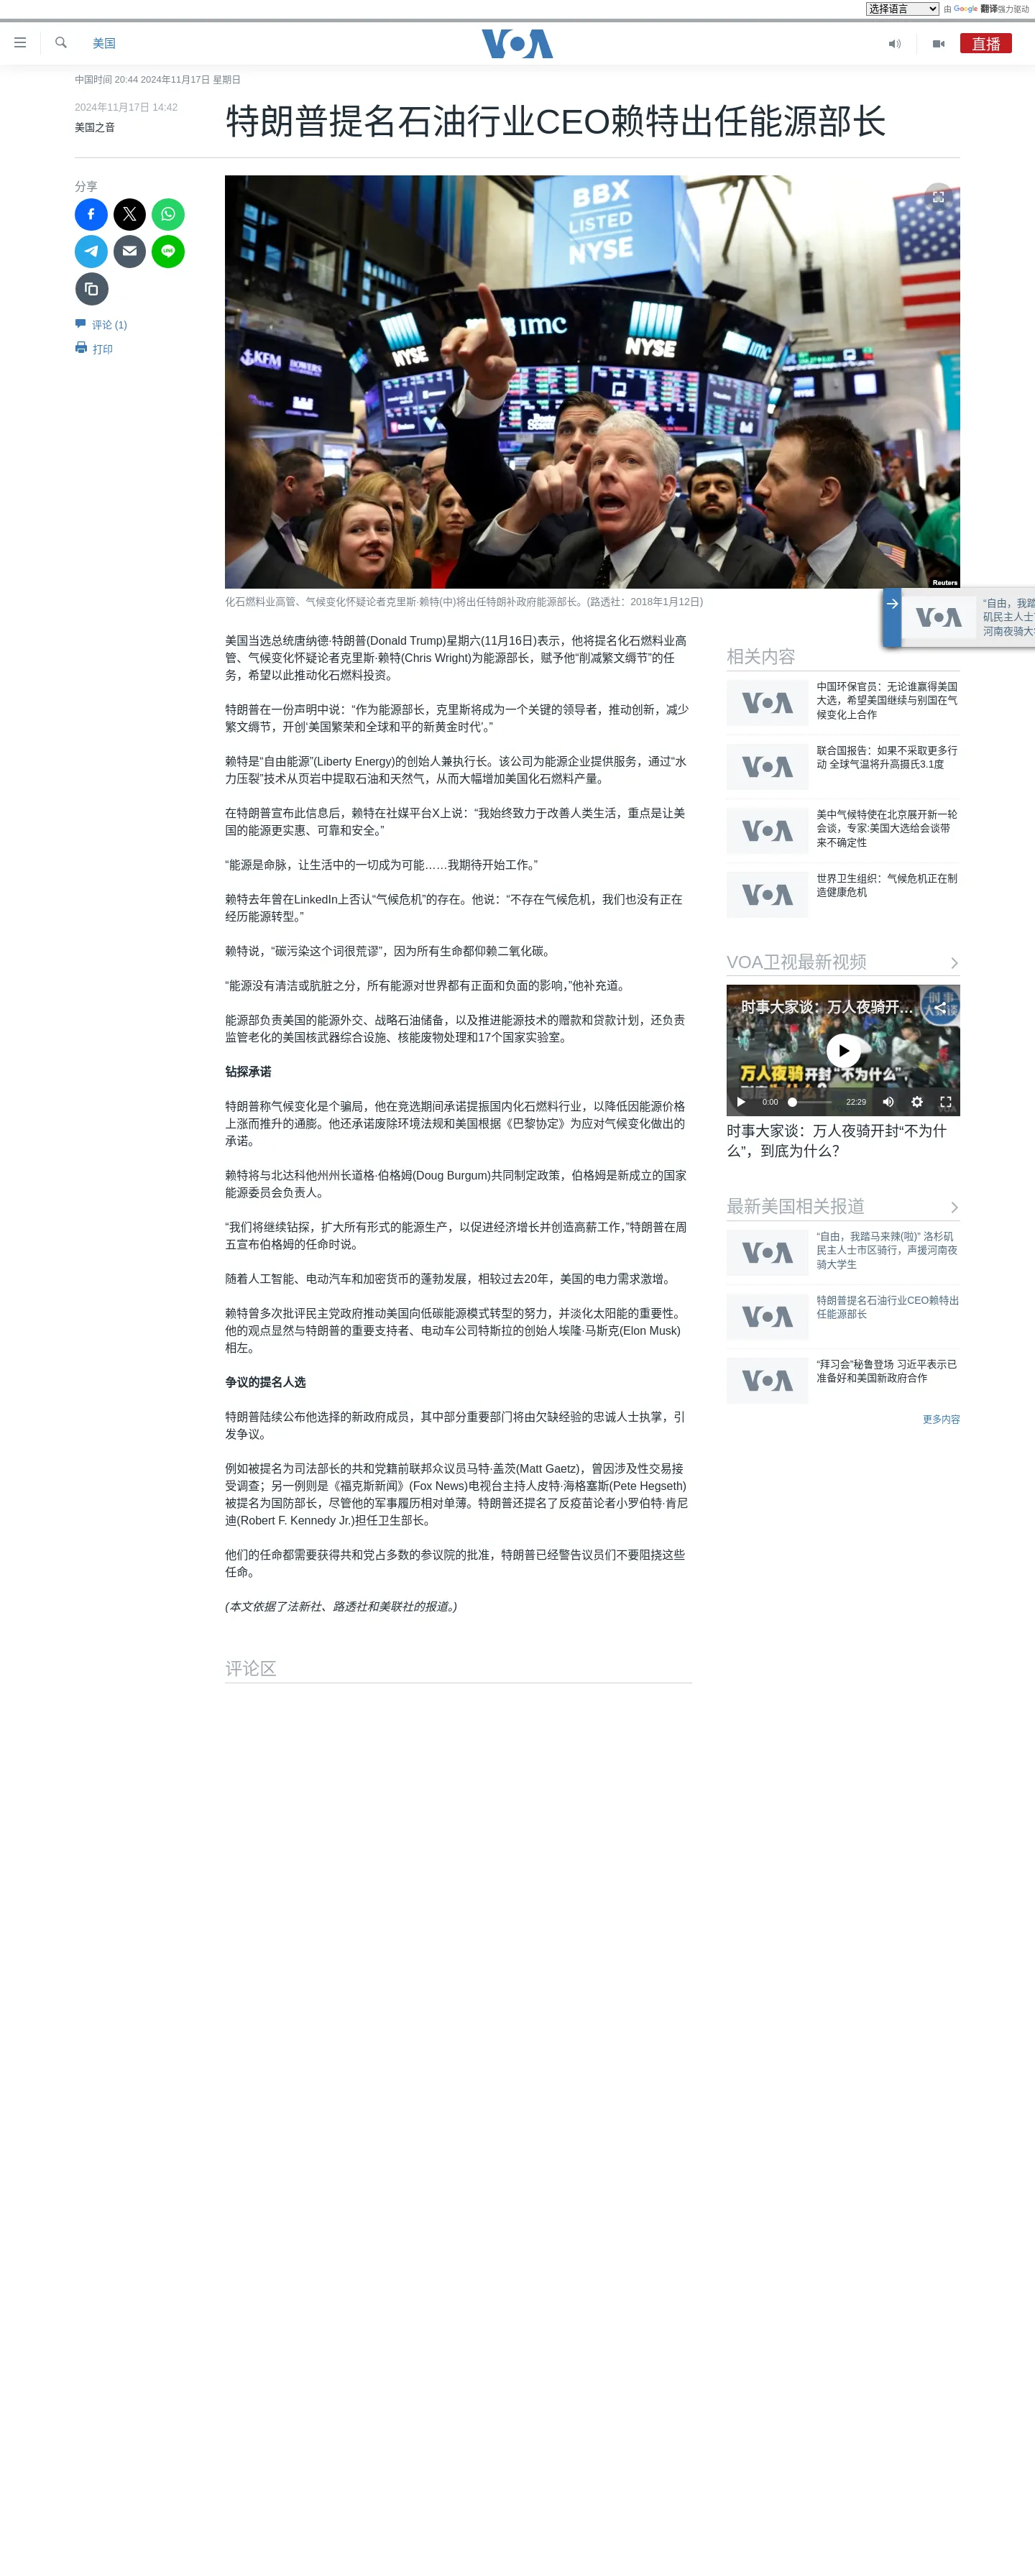 选择语言
由 Google 翻译强力驱动
美国
VOA
直播
中国时间 20:44 2024年11月17日 星期日
2024年11月17日 14:42
美国之音
特朗普提名石油行业CEO赖特出任能源部长
分享
评论 (1)
打印
BBX
LISTED
NYSE
NYSE
IMC
NYSE
KFM
BOWERS
Reuters
化石燃料业高管、气候变化怀疑论者克里斯·赖特(中)将出任特朗补政府能源部长。(路透社：2018年1月12日)
美国当选总统唐纳德·特朗普(Donald Trump)星期六(11月16日)表示，他将提名化石燃料业高
管、气候变化怀疑论者克里斯·赖特(Chris Wright)为能源部长，赋予他“削减繁文缛节”的任
务，希望以此推动化石燃料投资。
特朗普在一份声明中说：“作为能源部长，克里斯将成为一个关键的领导者，推动创新，减少
繁文缛节，开创‘美国繁荣和全球和平的新黄金时代’。”
赖特是“自由能源”(Liberty Energy)的创始人兼执行长。该公司为能源企业提供服务，通过“水
力压裂”技术从页岩中提取石油和天然气，从而大幅增加美国化石燃料产量。
在特朗普宣布此信息后，赖特在社媒平台X上说：“我始终致力于改善人类生活，重点是让美
国的能源更实惠、可靠和安全。”
“能源是命脉，让生活中的一切成为可能……我期待开始工作。”
赖特去年曾在LinkedIn上否认“气候危机”的存在。他说：“不存在气候危机，我们也没有正在
经历能源转型。”
赖特说，“碳污染这个词很荒谬”，因为所有生命都仰赖二氧化碳。
“能源没有清洁或肮脏之分，所有能源对世界都有正面和负面的影响，”他补充道。
能源部负责美国的能源外交、战略石油储备，以及推进能源技术的赠款和贷款计划，还负责
监管老化的美国核武器综合设施、核能废物处理和17个国家实验室。
钻探承诺
特朗普称气候变化是个骗局，他在竞选期间承诺提振国内化石燃料行业，以降低因能源价格
上涨而推升的通膨。他还承诺废除环境法规和美国根据《巴黎协定》为应对气候变化做出的
承诺。
赖特将与北达科他州州长道格·伯格姆(Doug Burgum)共同制定政策，伯格姆是新成立的国家
能源委员会负责人。
“我们将继续钻探，扩大所有形式的能源生产，以促进经济增长并创造高薪工作，”特朗普在周
五宣布伯格姆的任命时说。
随着人工智能、电动汽车和加密货币的蓬勃发展，相较过去20年，美国的电力需求激增。
赖特曾多次批评民主党政府推动美国向低碳能源模式转型的努力，并淡化太阳能的重要性。
他的观点显然与特朗普的重要支持者、电动车公司特斯拉的创始人埃隆·马斯克(Elon Musk)
相左。
争议的提名人选
特朗普陆续公布他选择的新政府成员，其中部分重要部门将由欠缺经验的忠诚人士执掌，引
发争议。
例如被提名为司法部长的共和党籍前联邦众议员马特·盖茨(Matt Gaetz)，曾因涉及性交易接
受调查；另一例则是《福克斯新闻》(Fox News)电视台主持人皮特·海格塞斯(Pete Hegseth)
被提名为国防部长，尽管他的军事履历相对单薄。特朗普还提名了反疫苗论者小罗伯特·肯尼
迪(Robert F. Kennedy Jr.)担任卫生部长。
他们的任命都需要获得共和党占多数的参议院的批准，特朗普已经警告议员们不要阻挠这些
任命。
(本文依据了法新社、路透社和美联社的报道。)
评论区
VOA
“自由，我踏
矶民主人士
河南夜骑大
相关内容
VOA
中国环保官员：无论谁赢得美国
大选，希望美国继续与别国在气
候变化上合作
VOA
联合国报告：如果不采取更多行
动 全球气温将升高摄氏3.1度
VOA
美中气候特使在北京展开新一轮
会谈，专家:美国大选给会谈带
来不确定性
VOA
世界卫生组织：气候危机正在制
造健康危机
VOA卫视最新视频
时事大家谈：万人夜骑开...
万人夜骑开封“不为什么”，
到底为什么？
0:00
22:29
VOA
时事大家谈：万人夜骑开封“不为什
么”，到底为什么？
最新美国相关报道
VOA
“自由，我踏马来辣(啦)” 洛杉矶
民主人士市区骑行，声援河南夜
骑大学生
VOA
特朗普提名石油行业CEO赖特出
任能源部长
VOA
“拜习会”秘鲁登场 习近平表示已
准备好和美国新政府合作
更多内容